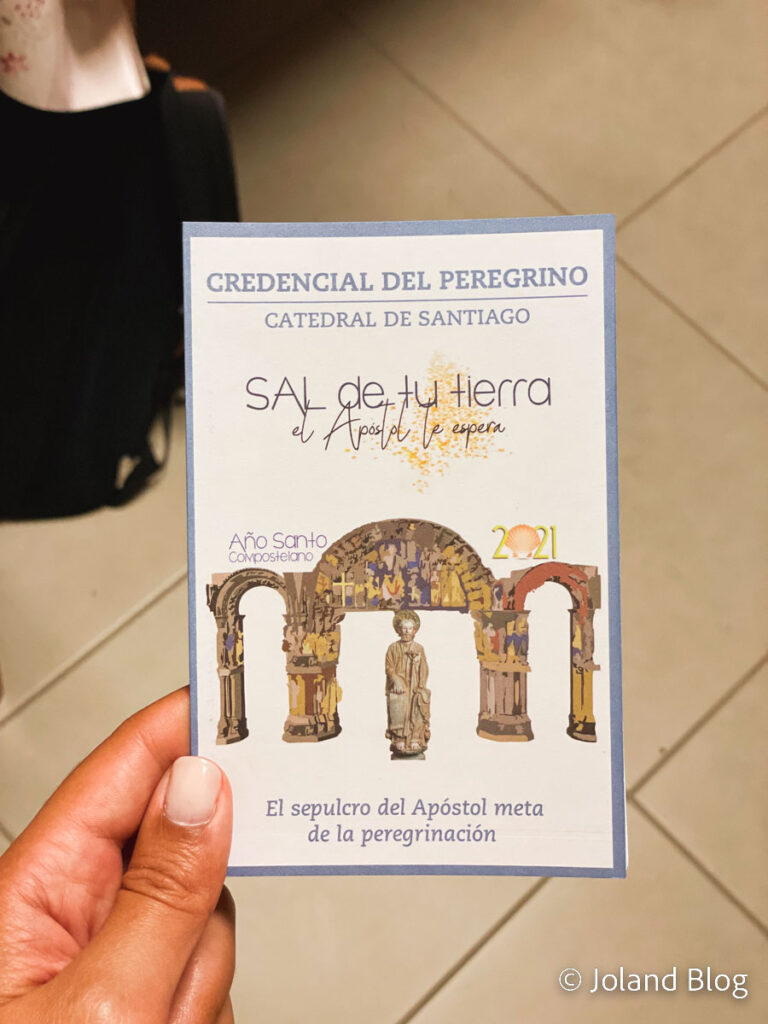 CREDENCIAL DEL PEREGRINO
CATEDRAL DE SANTIAGO
SAL de tu tierra
el Apóstol te espera
Año Santo
Compostelano
2021
El sepulcro del Apóstol meta
de la peregrinación
© Joland Blog